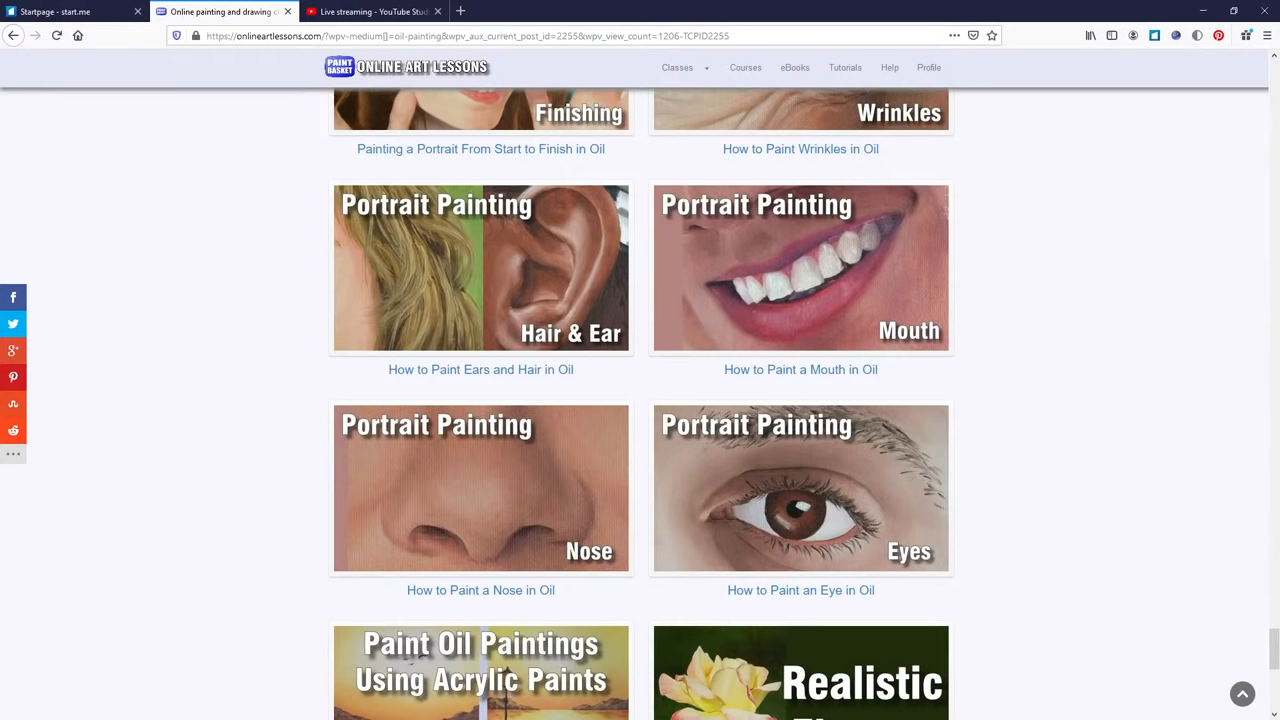 Startpage - start.me
Online painting and drawing c
Live streaming - YouTube Studi
https://onlineartlessons.com/?wpv-medium[]=oil-painting&wpv_aux_current_post_id=2255&wpv_view_count=1206-TCPID2255
PAINT BASKET ONLINE ART LESSONS
Classes
Courses
eBooks
Tutorials
Help
Profile
Finishing
Wrinkles
Painting a Portrait From Start to Finish in Oil
How to Paint Wrinkles in Oil
Portrait Painting
Hair & Ear
Portrait Painting
Mouth
How to Paint Ears and Hair in Oil
How to Paint a Mouth in Oil
Portrait Painting
Nose
Portrait Painting
Eyes
How to Paint a Nose in Oil
How to Paint an Eye in Oil
Paint Oil Paintings
Using Acrylic Paints
Realistic